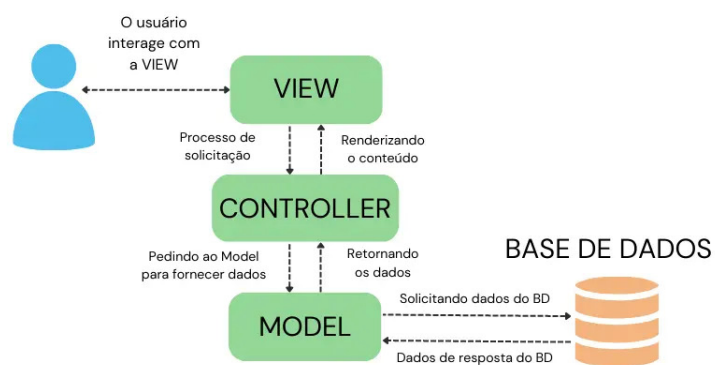 O usuário
interage com
a VIEW
VIEW
Processo de
solicitação
Renderizando
o conteúdo
CONTROLLER
Pedindo ao Model
para fornecer dados
Retornando
os dados
BASE DE DADOS
MODEL
Solicitando dados do BD
Dados de resposta do BD